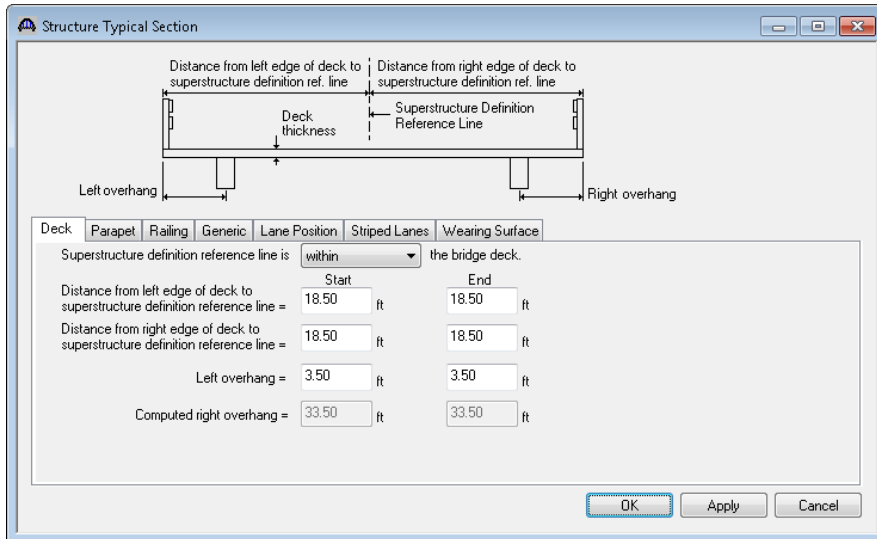 Structure Typical Section
Distance from left edge of deck to
superstructure definition ref. line
Distance from right edge of deck to
superstructure definition ref. line
Deck
thickness
Superstructure Definition
Reference Line
Left overhang
Right overhang
Deck Parapet Railing Generic Lane Position Striped Lanes Wearing Surface
Superstructure definition reference line is within the bridge deck.
Start End
Distance from left edge of deck to
superstructure definition reference line = 18.50 ft 18.50 ft
Distance from right edge of deck to
superstructure definition reference line = 18.50 ft 18.50 ft
Left overhang = 3.50 ft 3.50 ft
Computed right overhang = 33.50 ft 33.50 ft
OK Apply Cancel